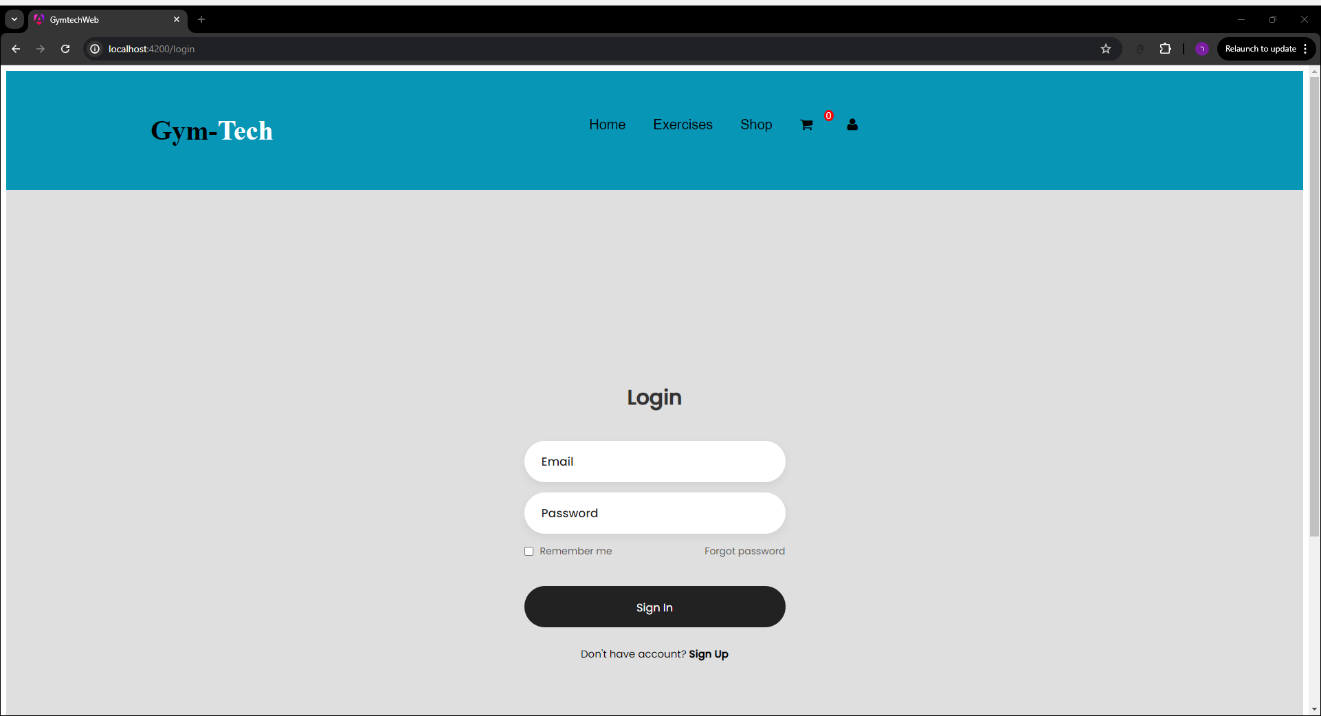 GymtechWeb
localhost:4200/login
Relaunch to update
Gym-Tech
Home Exercises Shop 0
Login
Email
Password
Remember me Forgot password
Sign In
Don't have account? Sign Up